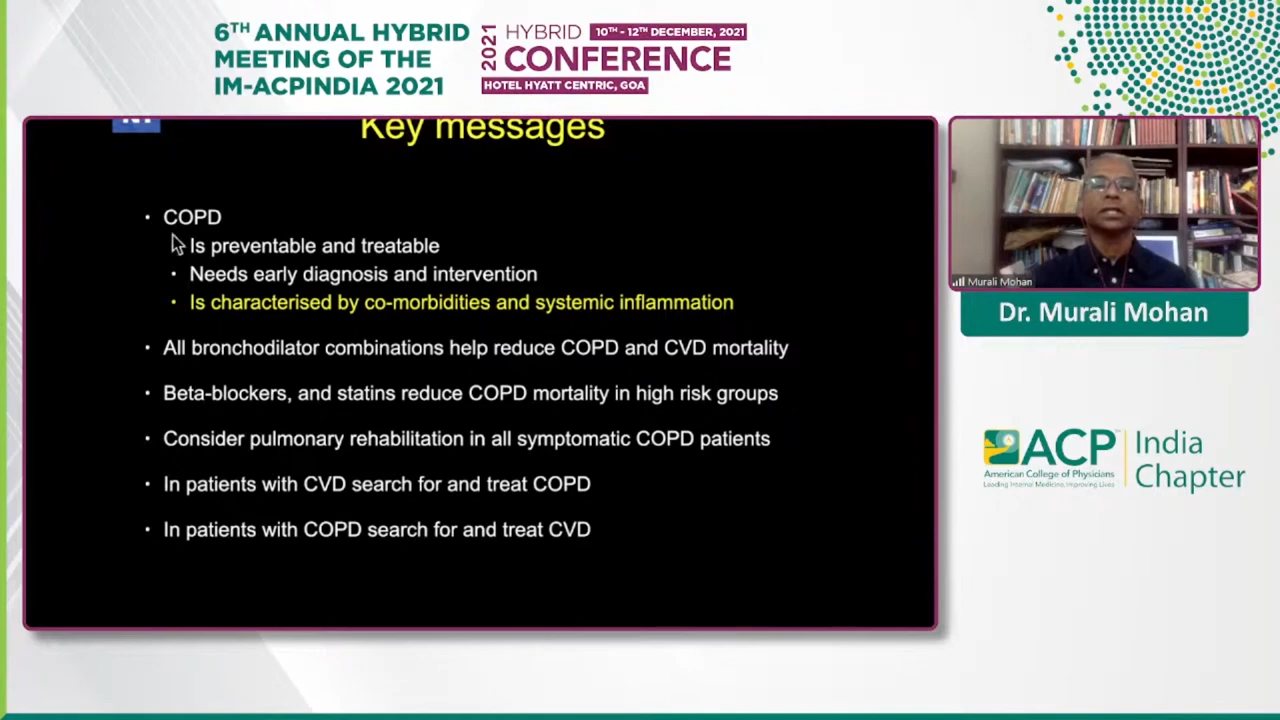 6TH ANNUAL HYBRID
MEETING OF THE
IM-ACPINDIA 2021
2021
HYBRID
10TH - 12TH DECEMBER, 2021
CONFERENCE
HOTEL HYATT CENTRIC, GOA
Key messages
• COPD
Is preventable and treatable
• Needs early diagnosis and intervention
• Is characterised by co-morbidities and systemic inflammation
• All bronchodilator combinations help reduce COPD and CVD mortality
• Beta-blockers, and statins reduce COPD mortality in high risk groups
• Consider pulmonary rehabilitation in all symptomatic COPD patients
• In patients with CVD search for and treat COPD
• In patients with COPD search for and treat CVD
Murali Mohan
Dr. Murali Mohan
ACP
American College of Physicians
Leading Internal Medicine, Improving Lives
India
Chapter